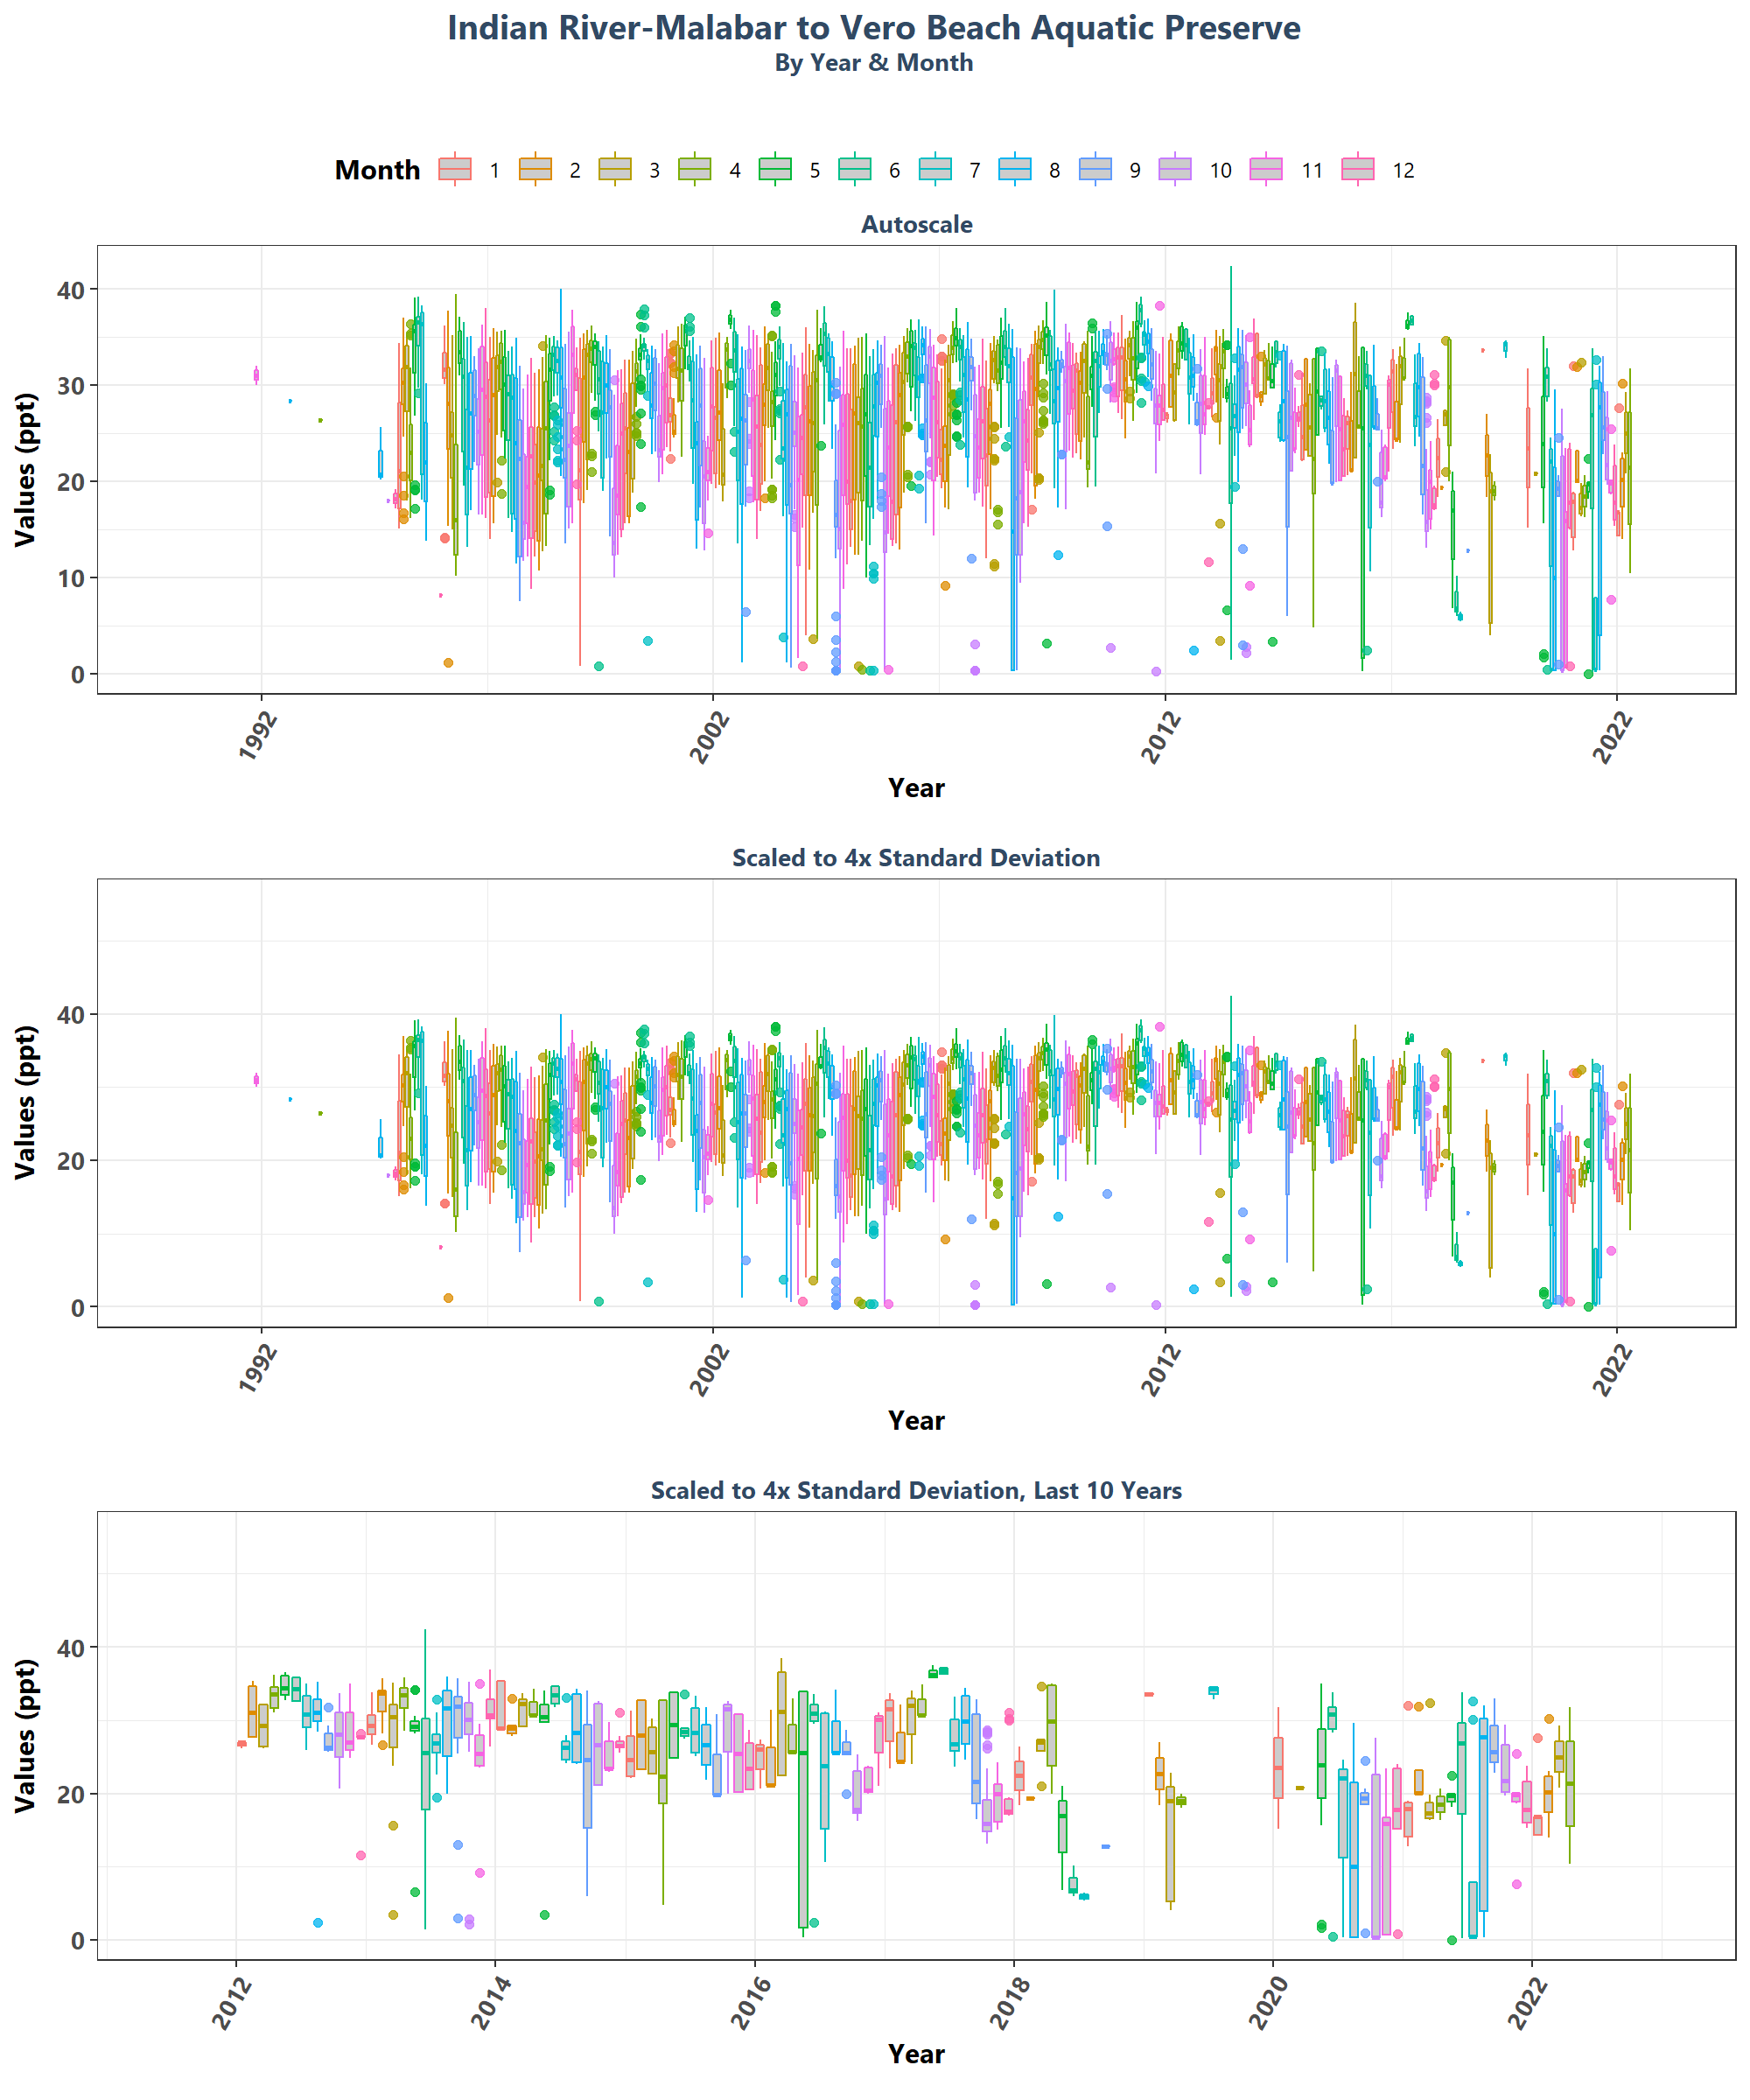 Indian River-Malabar to Vero Beach Aquatic Preserve
By Year & Month
Month 1 2 3 4 5 6 7 8 9 10 11 12
Autoscale
Values (ppt)
40
30
20
10
0
1992 2002 2012 2022
Year
Scaled to 4x Standard Deviation
Values (ppt)
40
20
0
1992 2002 2012 2022
Year
Scaled to 4x Standard Deviation, Last 10 Years
Values (ppt)
40
20
0
2012 2014 2016 2018 2020 2022
Year